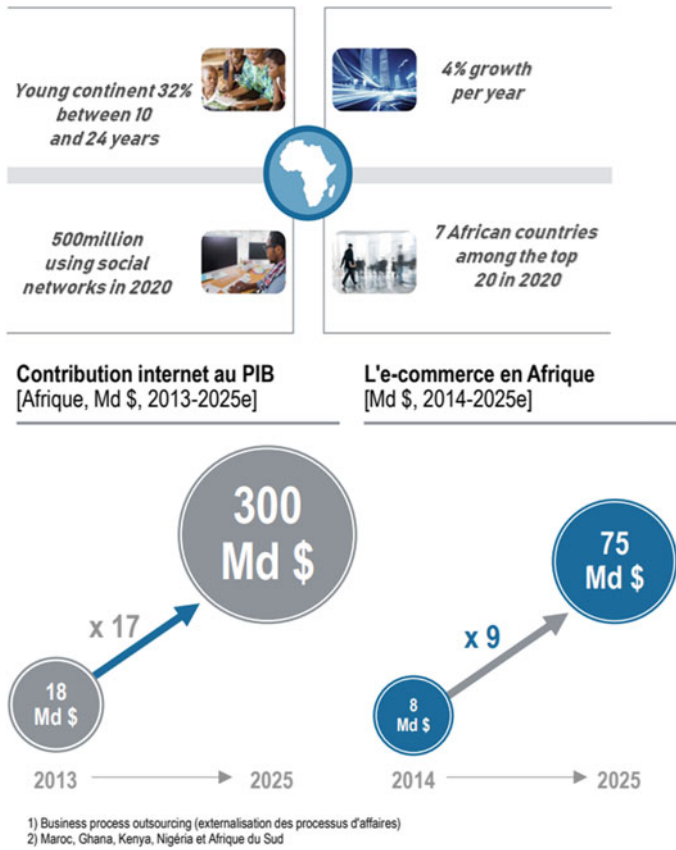 Young continent 32%
between 10
and 24 years
4% growth
per year
500million
using social
networks in 2020
7 African countries
among the top
20 in 2020
Contribution internet au PIB
[Afrique, Md $, 2013-2025e]
300
Md $
x 17
18
Md $
2013
2025
L'e-commerce en Afrique
[Md $, 2014-2025e]
75
Md $
x 9
8
Md $
2014
2025
1) Business process outsourcing (externalisation des processus d'affaires)
2) Maroc, Ghana, Kenya, Nigéria et Afrique du Sud